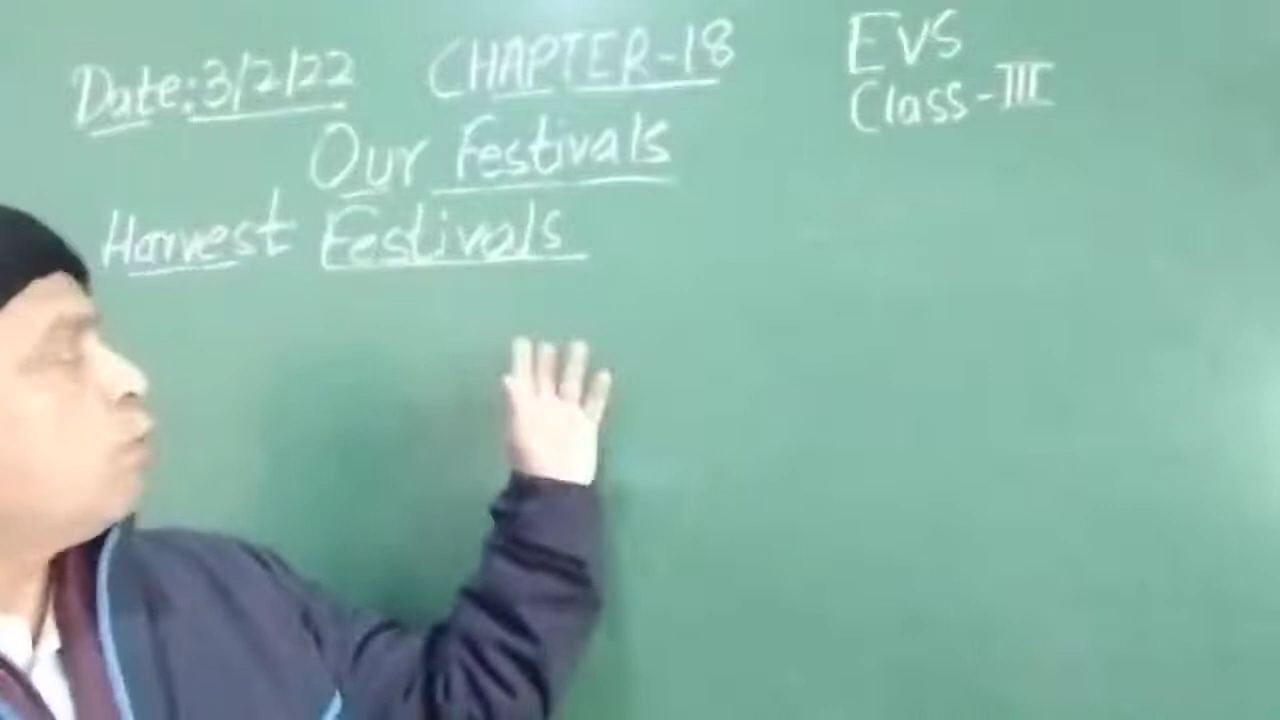 Date: 3/2/22 CHAPTER-18
EVS
Class-III
Our Festivals
Harvest Festivals